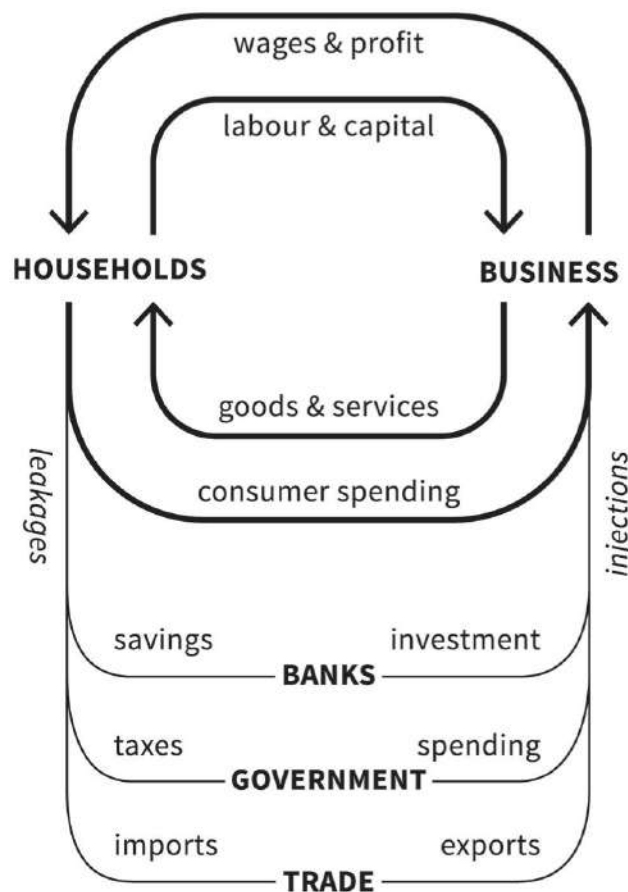 wages & profit
labour & capital
HOUSEHOLDS
BUSINESS
goods & services
consumer spending
leakages
injections
savings
investment
BANKS
taxes
spending
GOVERNMENT
imports
exports
TRADE